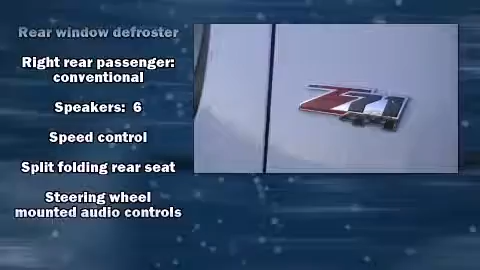 Rear window defroster
Right rear passenger:
conventional
Speakers: 6
Speed control
Split folding rear seat
Steering wheel
mounted audio controls
Z71